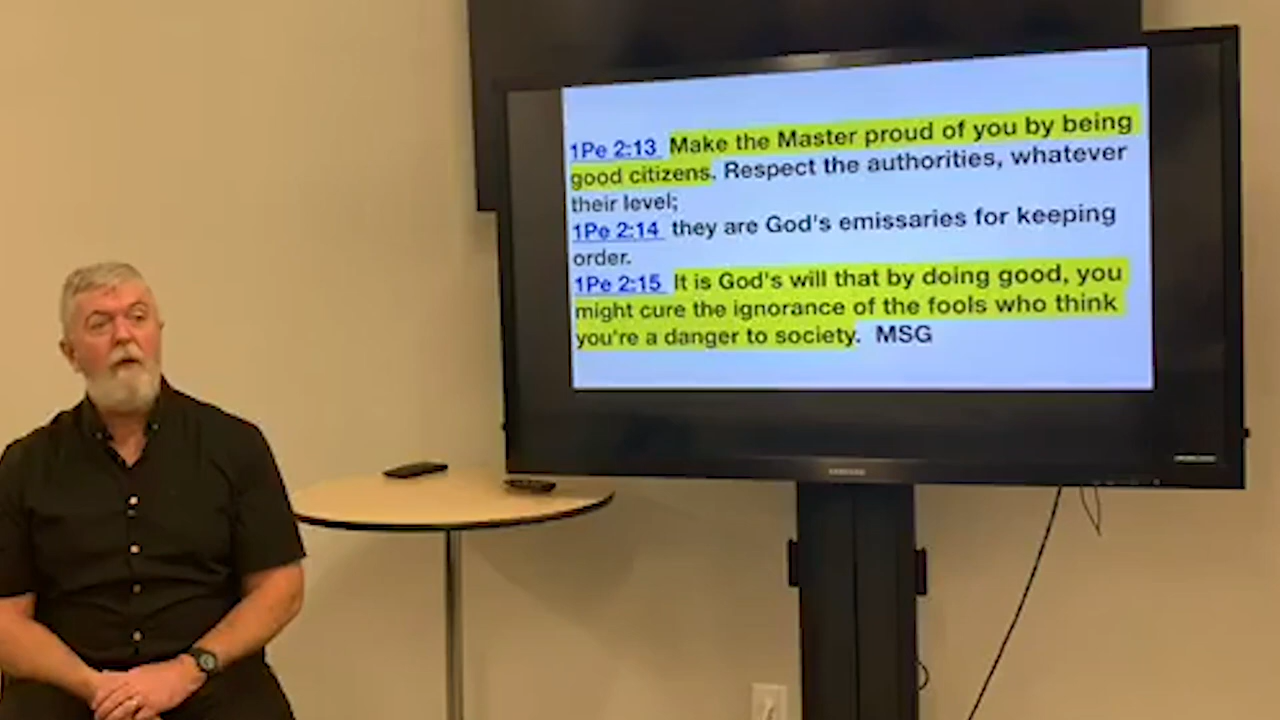 1Pe 2:13 Make the Master proud of you by being
good citizens. Respect the authorities, whatever
their level;
1Pe 2:14 they are God's emissaries for keeping
order.
1Pe 2:15 It is God's will that by doing good, you
might cure the ignorance of the fools who think
you're a danger to society. MSG
SAMSUNG